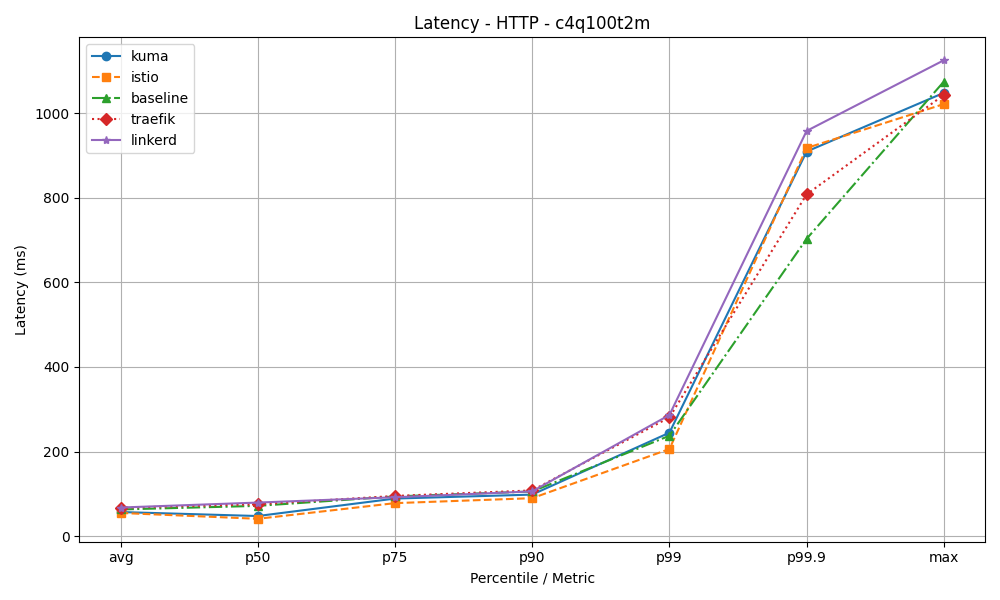 Latency - HTTP - c4q100t2m
kuma
istio
baseline
traefik
linkerd
Latency (ms)
1000
800
600
400
200
0
avg p50 p75 p90 p99 p99.9 max
Percentile / Metric